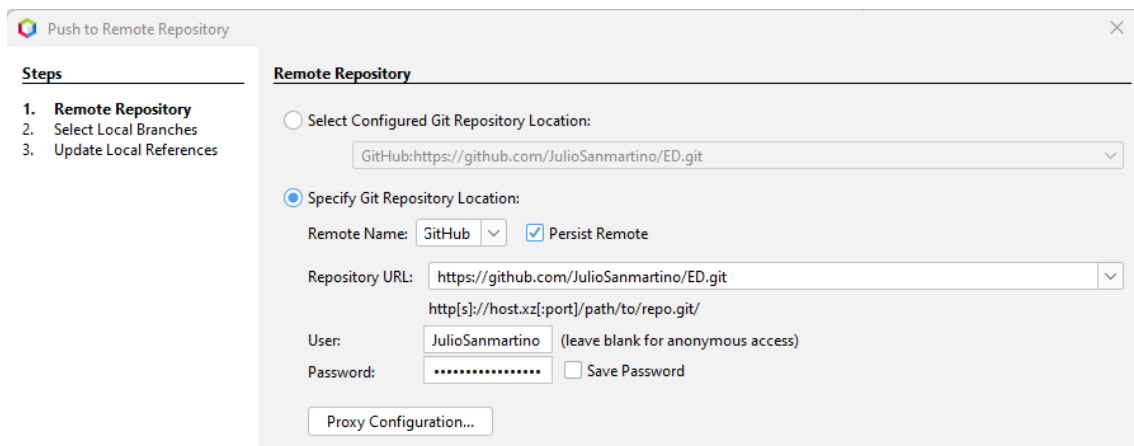 Push to Remote Repository
Steps
1. Remote Repository
2. Select Local Branches
3. Update Local References
Remote Repository
Select Configured Git Repository Location:
GitHub:https://github.com/JulioSanmartino/ED.git
Specify Git Repository Location:
Remote Name: GitHub Persist Remote
Repository URL: https://github.com/JulioSanmartino/ED.git
http[s]://host.xz[:port]/path/to/repo.git/
User: JulioSanmartino (leave blank for anonymous access)
Password: ••••••••••••••••• Save Password
Proxy Configuration...